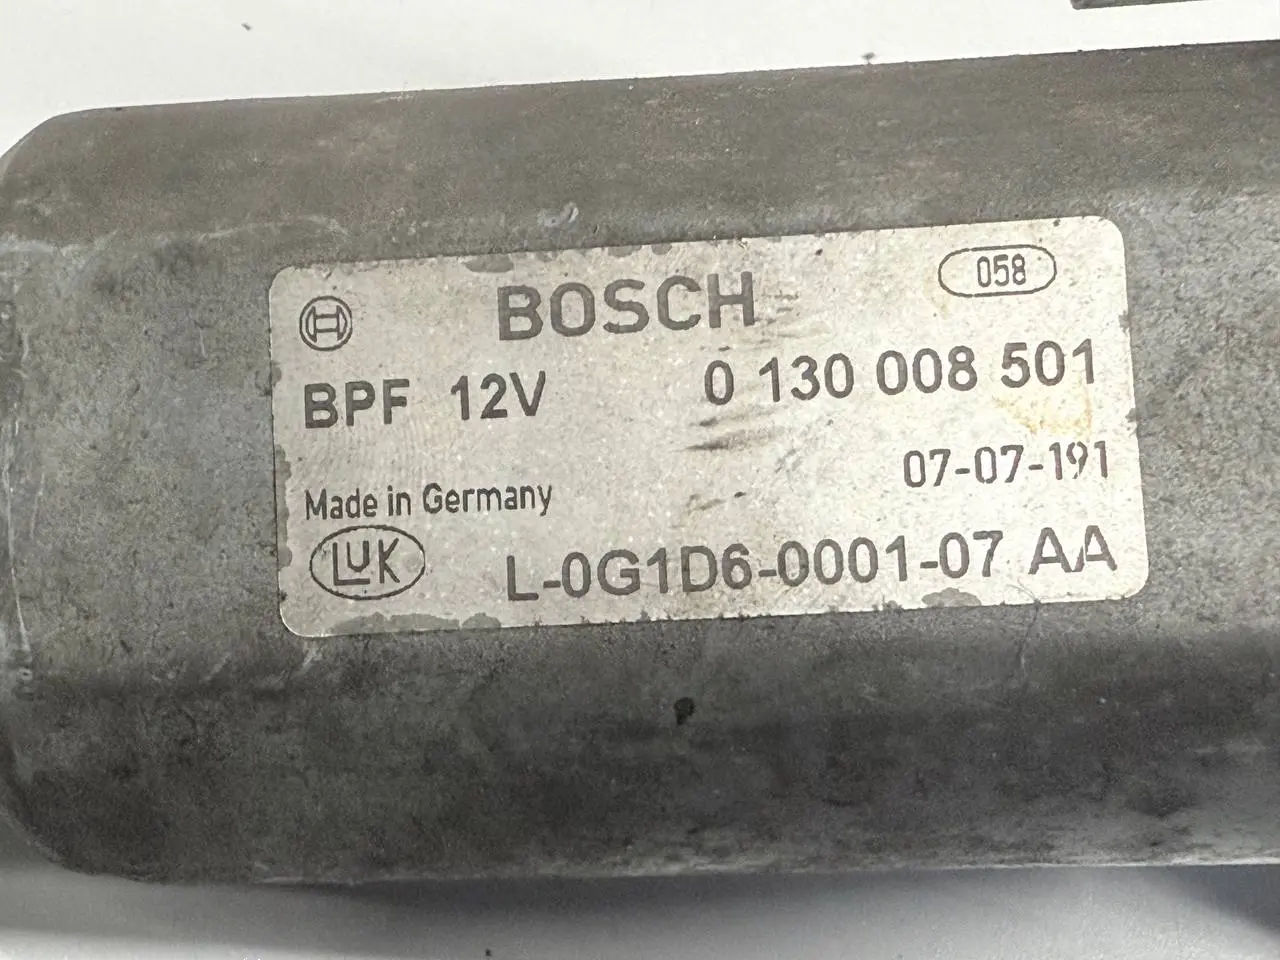 058
BOSCH
BPF 12V 0 130 008 501
07-07-191
Made in Germany
LUK L-0G1D6-0001-07 AA